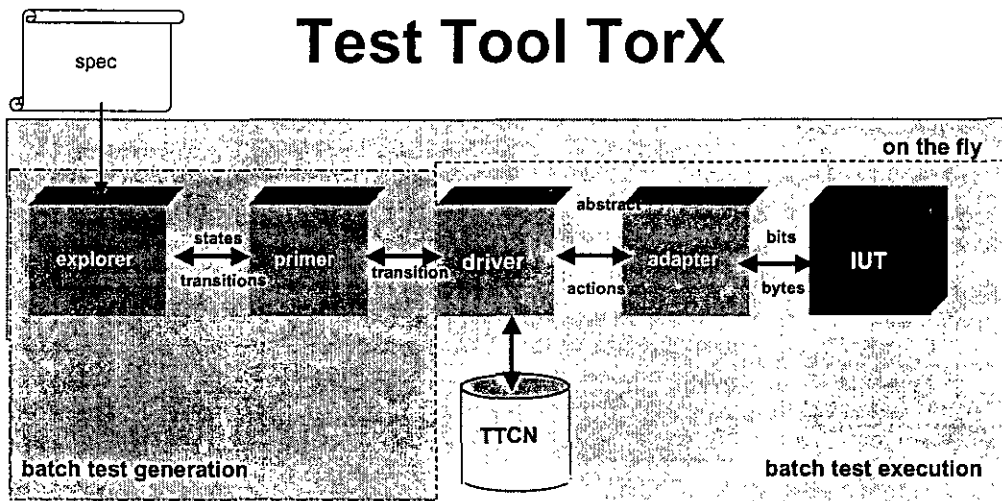 Test Tool TorX
spec
on the fly
explorer
states
transitions
primer
transition
driver
abstract
actions
adapter
bits
bytes
IUT
TTCN
batch test generation
batch test execution